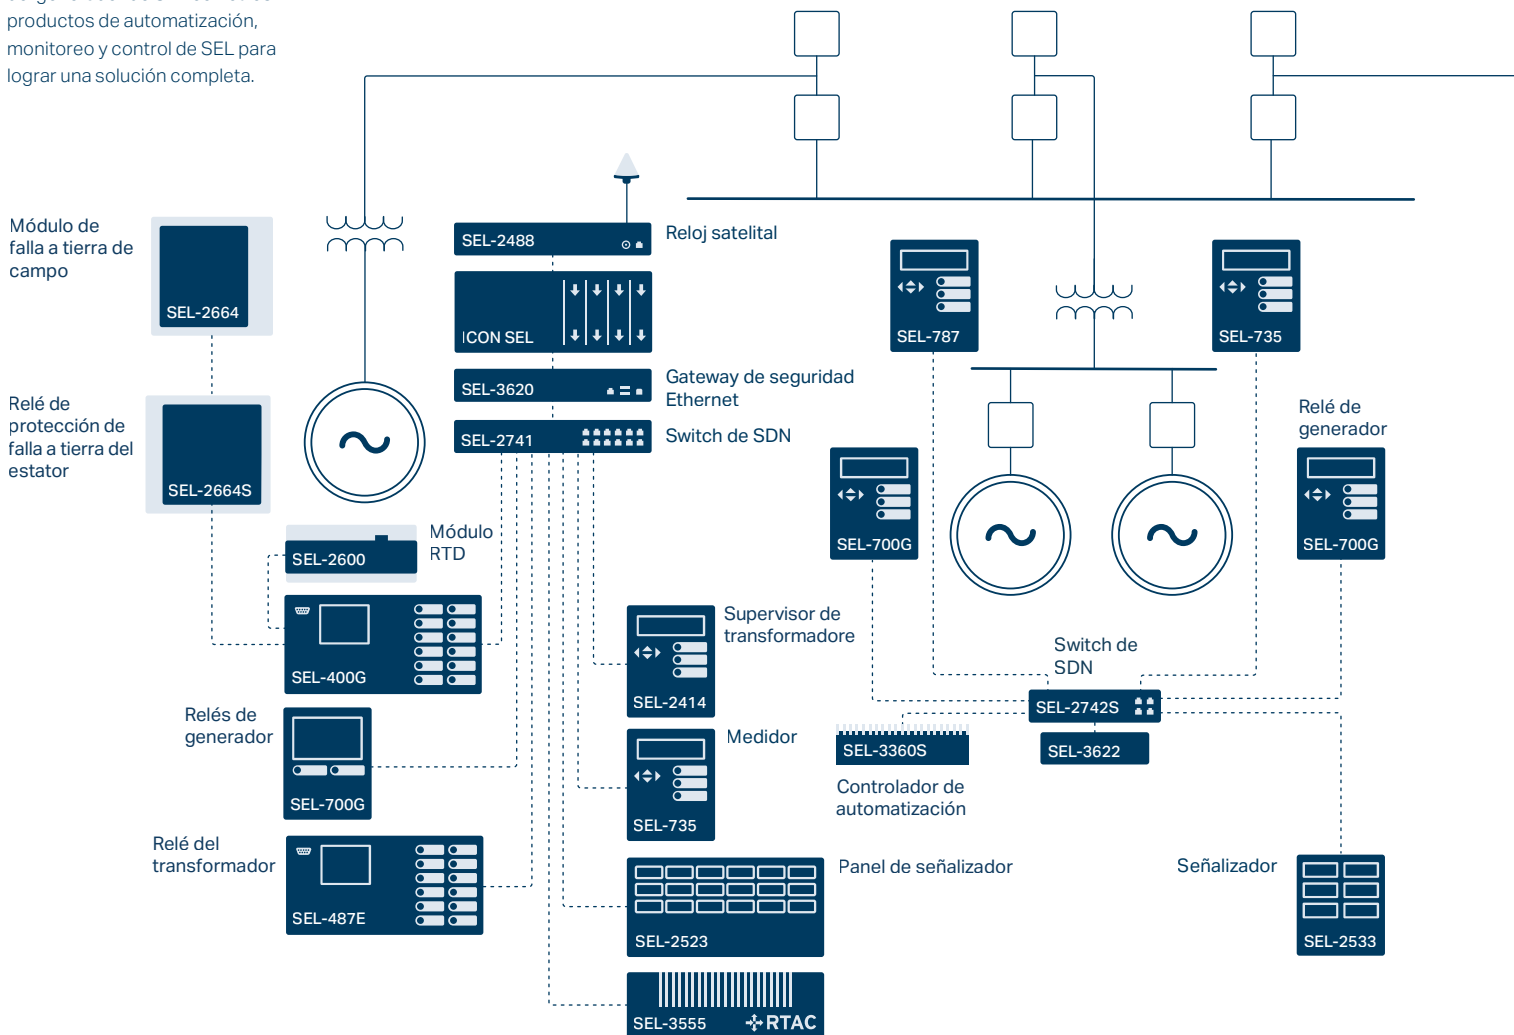 productos de automatización,
monitoreo y control de SEL para
lograr una solución completa.
Módulo de
falla a tierra de
campo
SEL-2664
Relé de
protección de
falla a tierra del
estator
SEL-2664S
SEL-2488
Reloj satelital
ICON SEL
SEL-3620
Gateway de seguridad
Ethernet
SEL-2741
Switch de SDN
SEL-2600
Módulo
RTD
SEL-400G
Relés de
generador
SEL-700G
Relé del
transformador
SEL-487E
Supervisor de
transformadore
SEL-2414
Medidor
SEL-735
Panel de señalizador
SEL-2523
SEL-3555
RTAC
SEL-787
SEL-735
SEL-700G
Relé de
generador
SEL-700G
Switch de
SDN
SEL-2742S
SEL-3360S
SEL-3622
Controlador de
automatización
Señalizador
SEL-2533